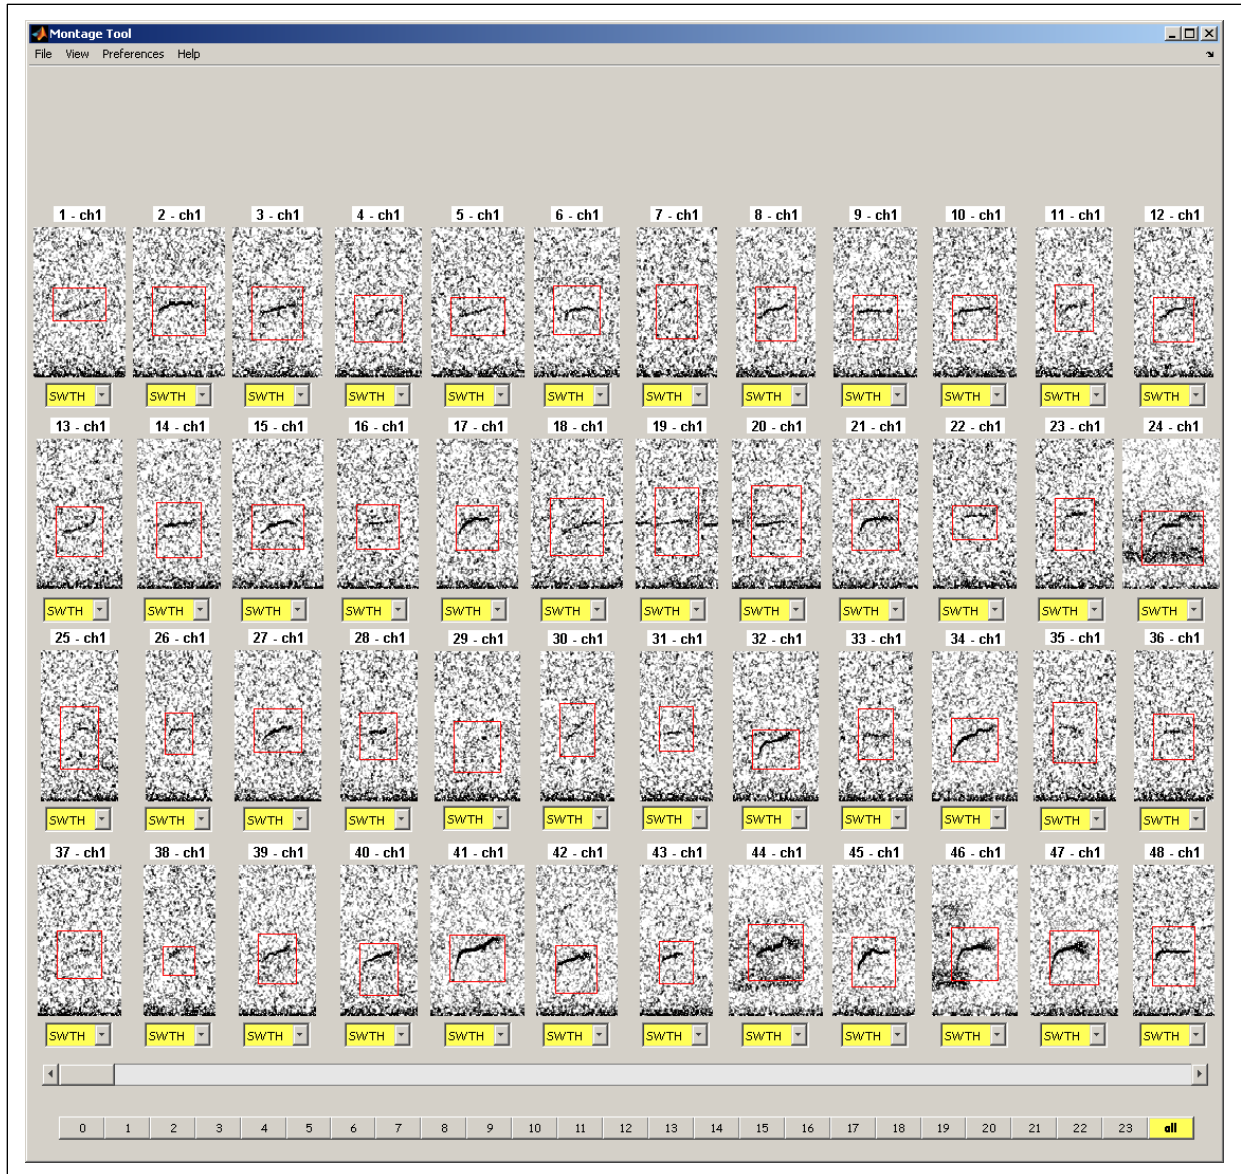 Montage Tool
File View Preferences Help
1 - ch1 2 - ch1 3 - ch1 4 - ch1 5 - ch1 6 - ch1 7 - ch1 8 - ch1 9 - ch1 10 - ch1 11 - ch1 12 - ch1
SWTH SWTH SWTH SWTH SWTH SWTH SWTH SWTH SWTH SWTH SWTH SWTH
13 - ch1 14 - ch1 15 - ch1 16 - ch1 17 - ch1 18 - ch1 19 - ch1 20 - ch1 21 - ch1 22 - ch1 23 - ch1 24 - ch1
SWTH SWTH SWTH SWTH SWTH SWTH SWTH SWTH SWTH SWTH SWTH SWTH
25 - ch1 26 - ch1 27 - ch1 28 - ch1 29 - ch1 30 - ch1 31 - ch1 32 - ch1 33 - ch1 34 - ch1 35 - ch1 36 - ch1
SWTH SWTH SWTH SWTH SWTH SWTH SWTH SWTH SWTH SWTH SWTH SWTH
37 - ch1 38 - ch1 39 - ch1 40 - ch1 41 - ch1 42 - ch1 43 - ch1 44 - ch1 45 - ch1 46 - ch1 47 - ch1 48 - ch1
SWTH SWTH SWTH SWTH SWTH SWTH SWTH SWTH SWTH SWTH SWTH SWTH
0 1 2 3 4 5 6 7 8 9 10 11 12 13 14 15 16 17 18 19 20 21 22 23 all